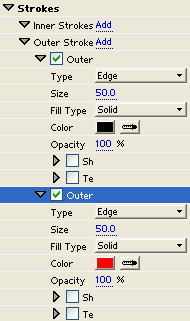 Strokes
Inner Strokes Add
Outer Stroke Add
Outer
Type Edge
Size 50.0
Fill Type Solid
Color
Opacity 100 %
Sh
Te
Outer
Type Edge
Size 50.0
Fill Type Solid
Color
Opacity 100 %
Sh
Te